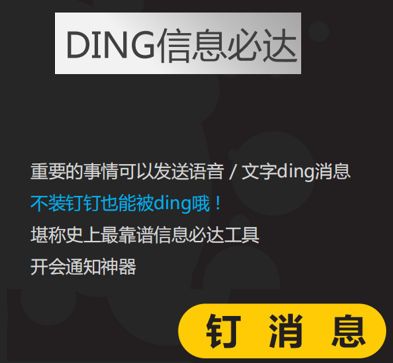 DING信息必达
重要的事情可以发送语音 / 文字ding消息
不装钉钉也能被ding哦！
堪称史上最靠谱信息必达工具
开会通知神器
钉 消 息